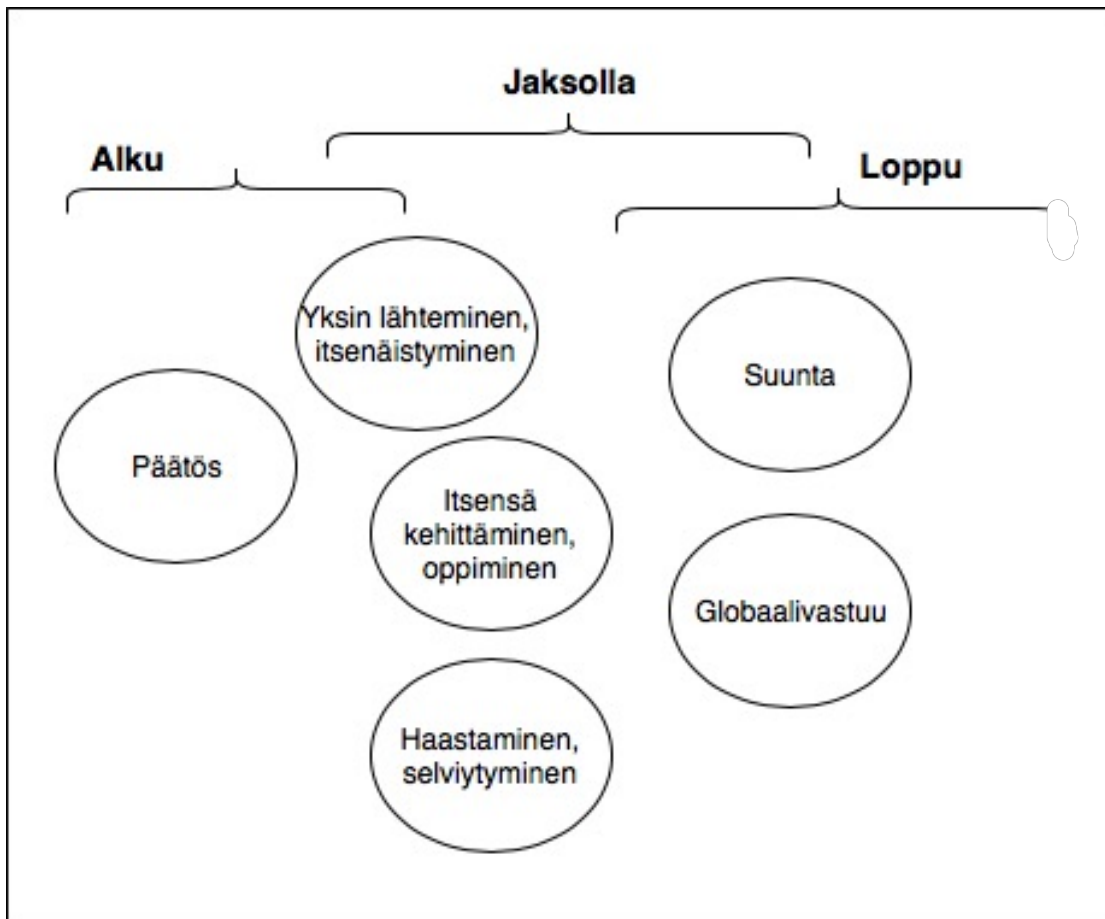 Jaksolla
Alku
Loppu
Yksin lähteminen,
itsenäistyminen
Suunta
Päätös
Itsensä
kehittäminen,
oppiminen
Globaalivastuu
Haastaminen,
selviytyminen